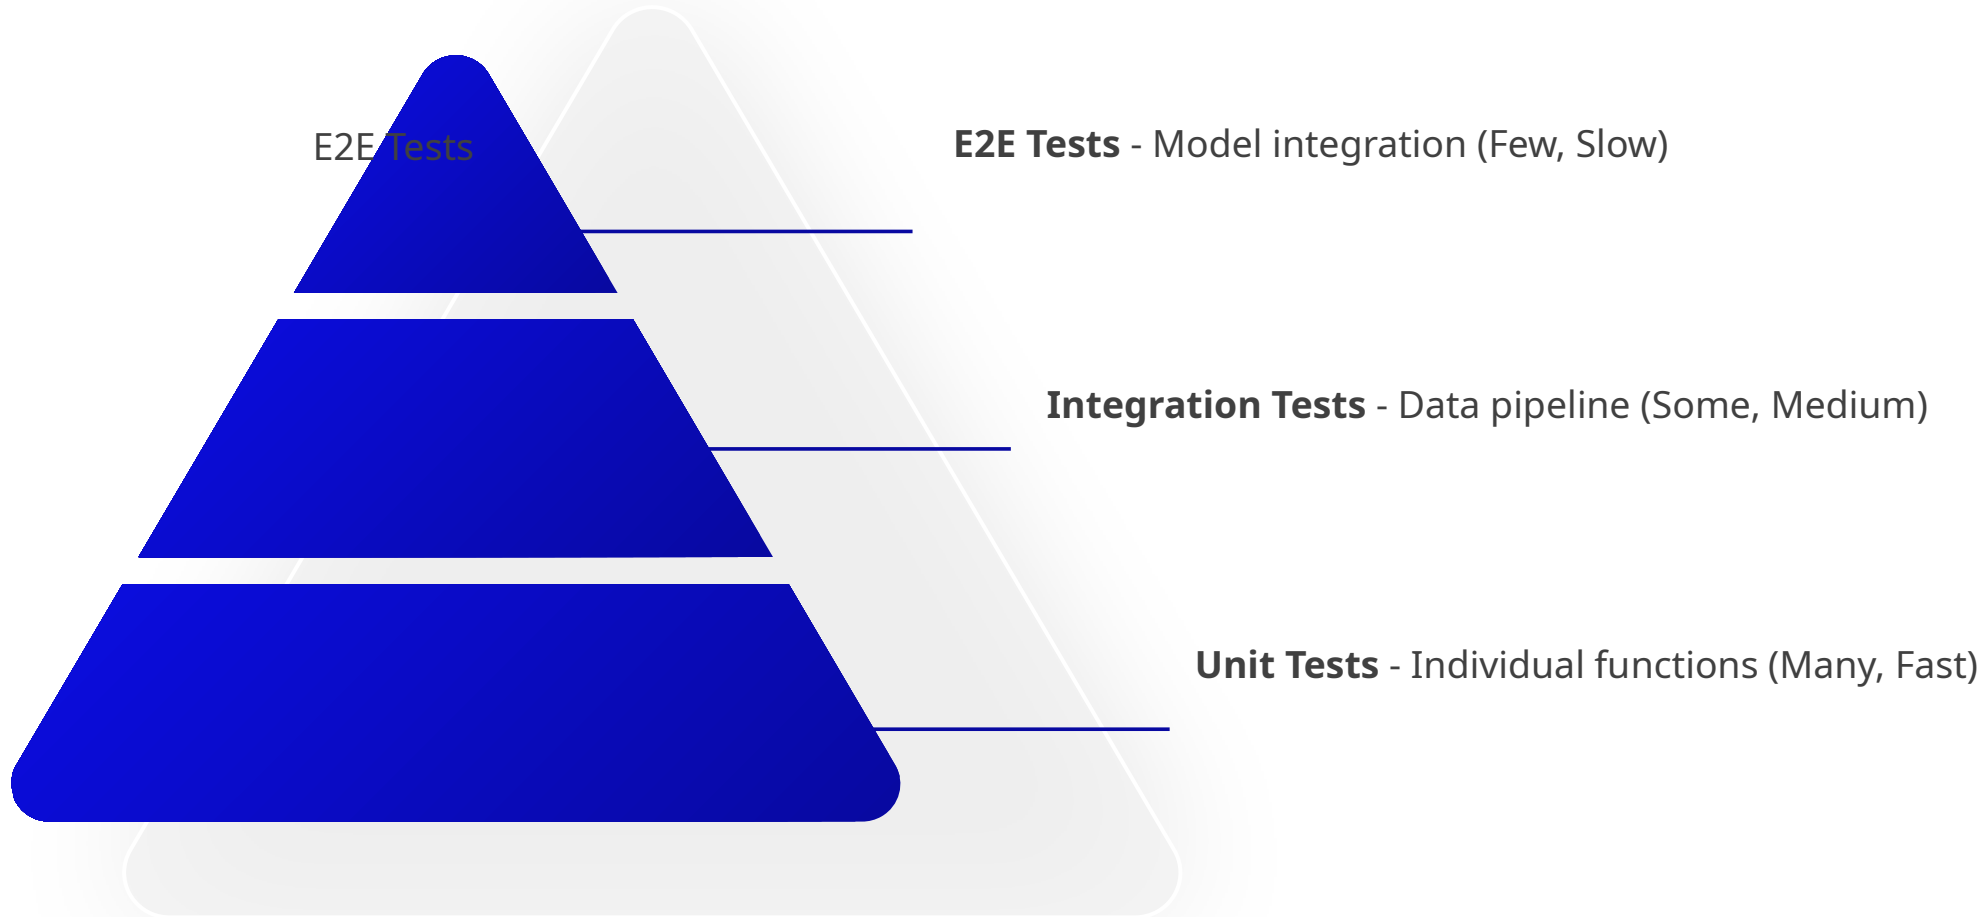 E2E Tests
E2E Tests - Model integration (Few, Slow)
Integration Tests - Data pipeline (Some, Medium)
Unit Tests - Individual functions (Many, Fast)